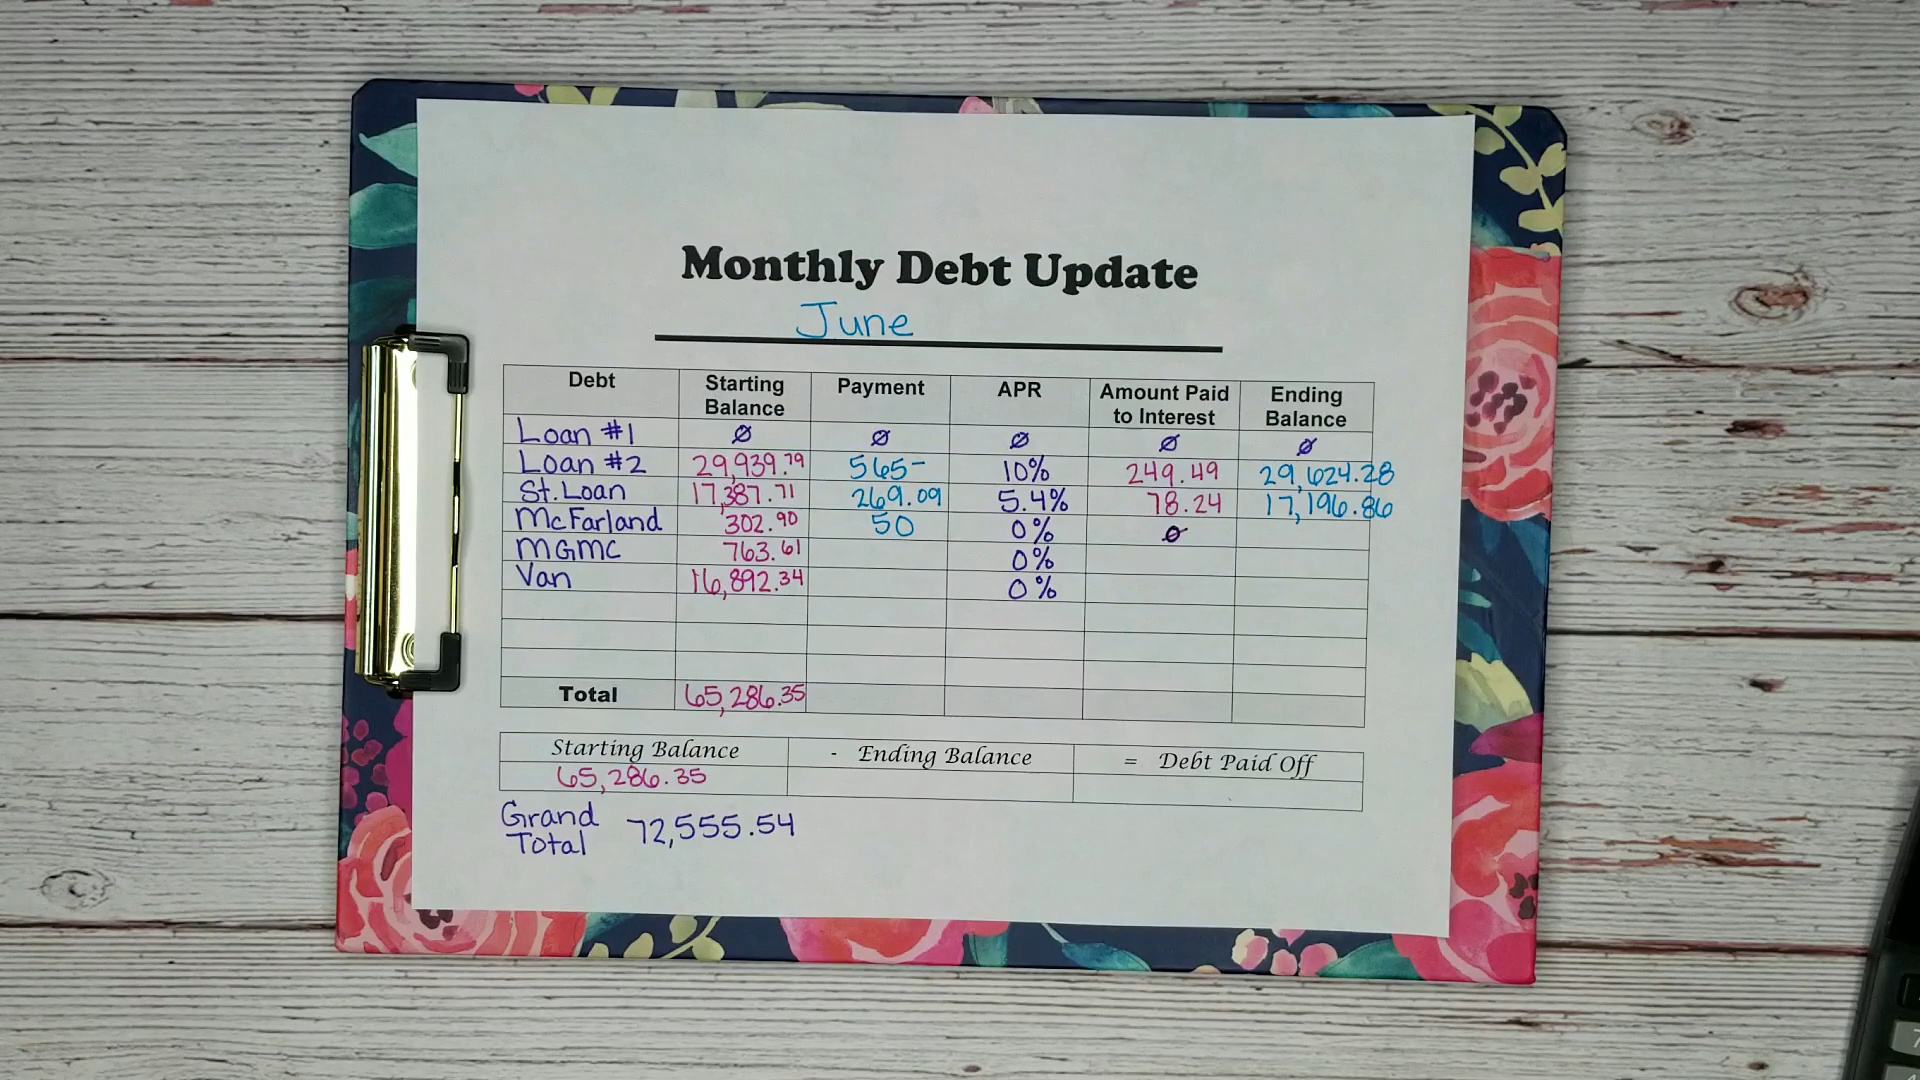 Monthly Debt Update
June
Debt Starting Balance Payment APR Amount Paid to Interest Ending Balance
Loan #1 ∅ ∅ ∅ ∅ ∅
Loan #2 29,939.79 565- 10% 249.49 29,624.28
St. Loan 17,387.71 269.09 5.4% 78.24 17,196.86
McFarland 302.90 50 0% ∅
MGMC 763.61 0%
Van 16,892.34 0%
Total 65,286.35
Starting Balance - Ending Balance = Debt Paid Off
65,286.35
Grand Total 72,555.54